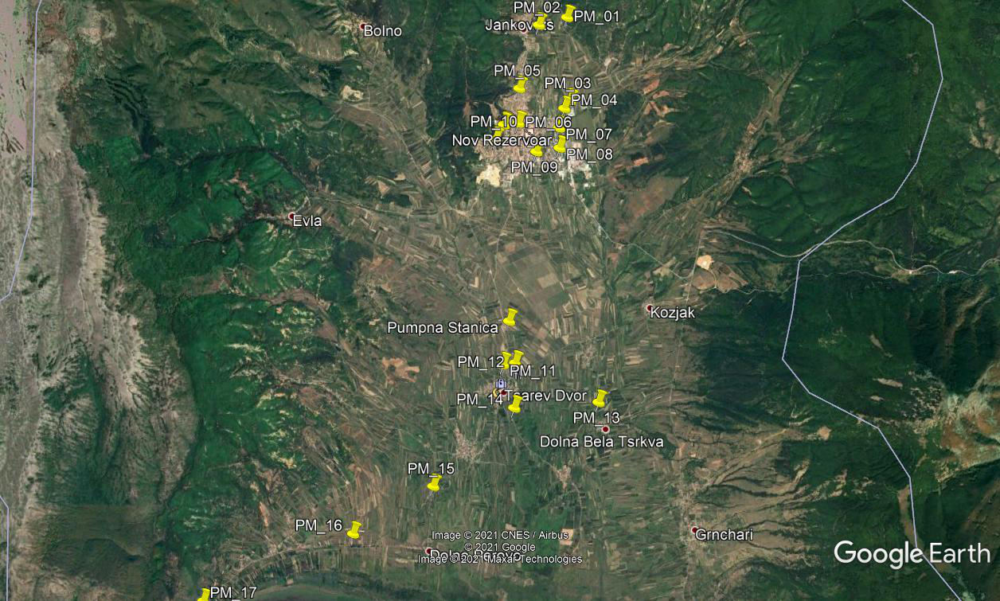 PM_02
PM_01
Bolno
PM_05
PM_03
PM_04
PM_10
PM_06
PM_07
Nov Rezervoar
PM_08
PM_09
Evla
Kozjak
Pumpna Stanica
PM_12
PM_11
PM_14
Tsarev Dvor
PM_13
Dolna Bela Tsrkva
PM_15
PM_16
Image © 2021 CNES / Airbus
© 2021 Google
Image © 2021 Maxar Technologies
Grnchari
Google Earth
PM_17